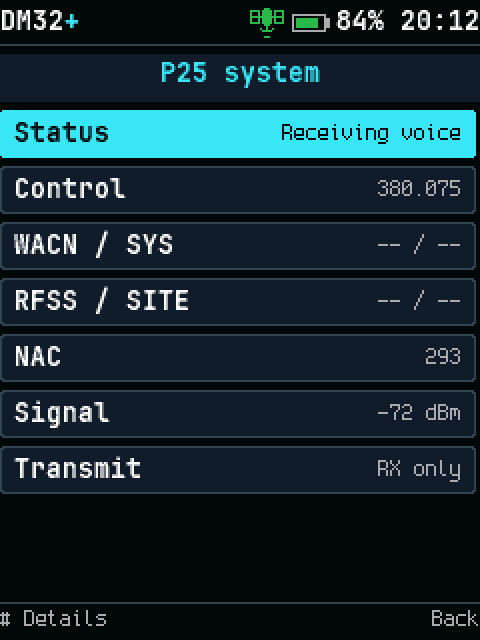 DM32+ 84% 20:12
P25 system
Status Receiving voice
Control 380.075
WACN / SYS -- / --
RFSS / SITE -- / --
NAC 293
Signal -72 dBm
Transmit RX only
# Details Back